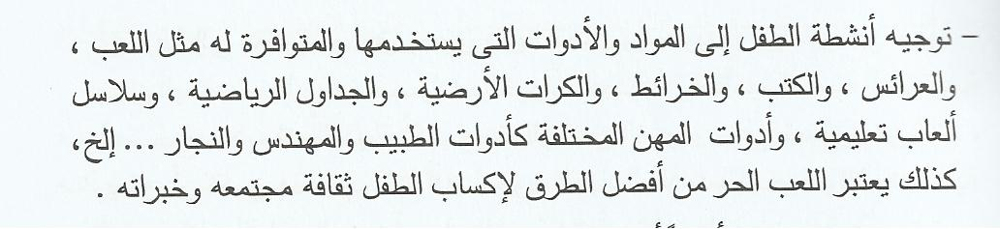 – توجيه أنشطة الطفل إلى المواد والأدوات التى يستخدمها والمتوافرة له مثل اللعب ،
والعرائس ، والكتب ، والخرائط ، والكرات الأرضية ، والجداول الرياضية ، وسلاسل
ألعاب تعليمية ، وأدوات المهن المختلفة كأدوات الطبيب والمهندس والنجار ... إلخ،
كذلك يعتبر اللعب الحر من أفضل الطرق لإكساب الطفل ثقافة مجتمعه وخبراته .